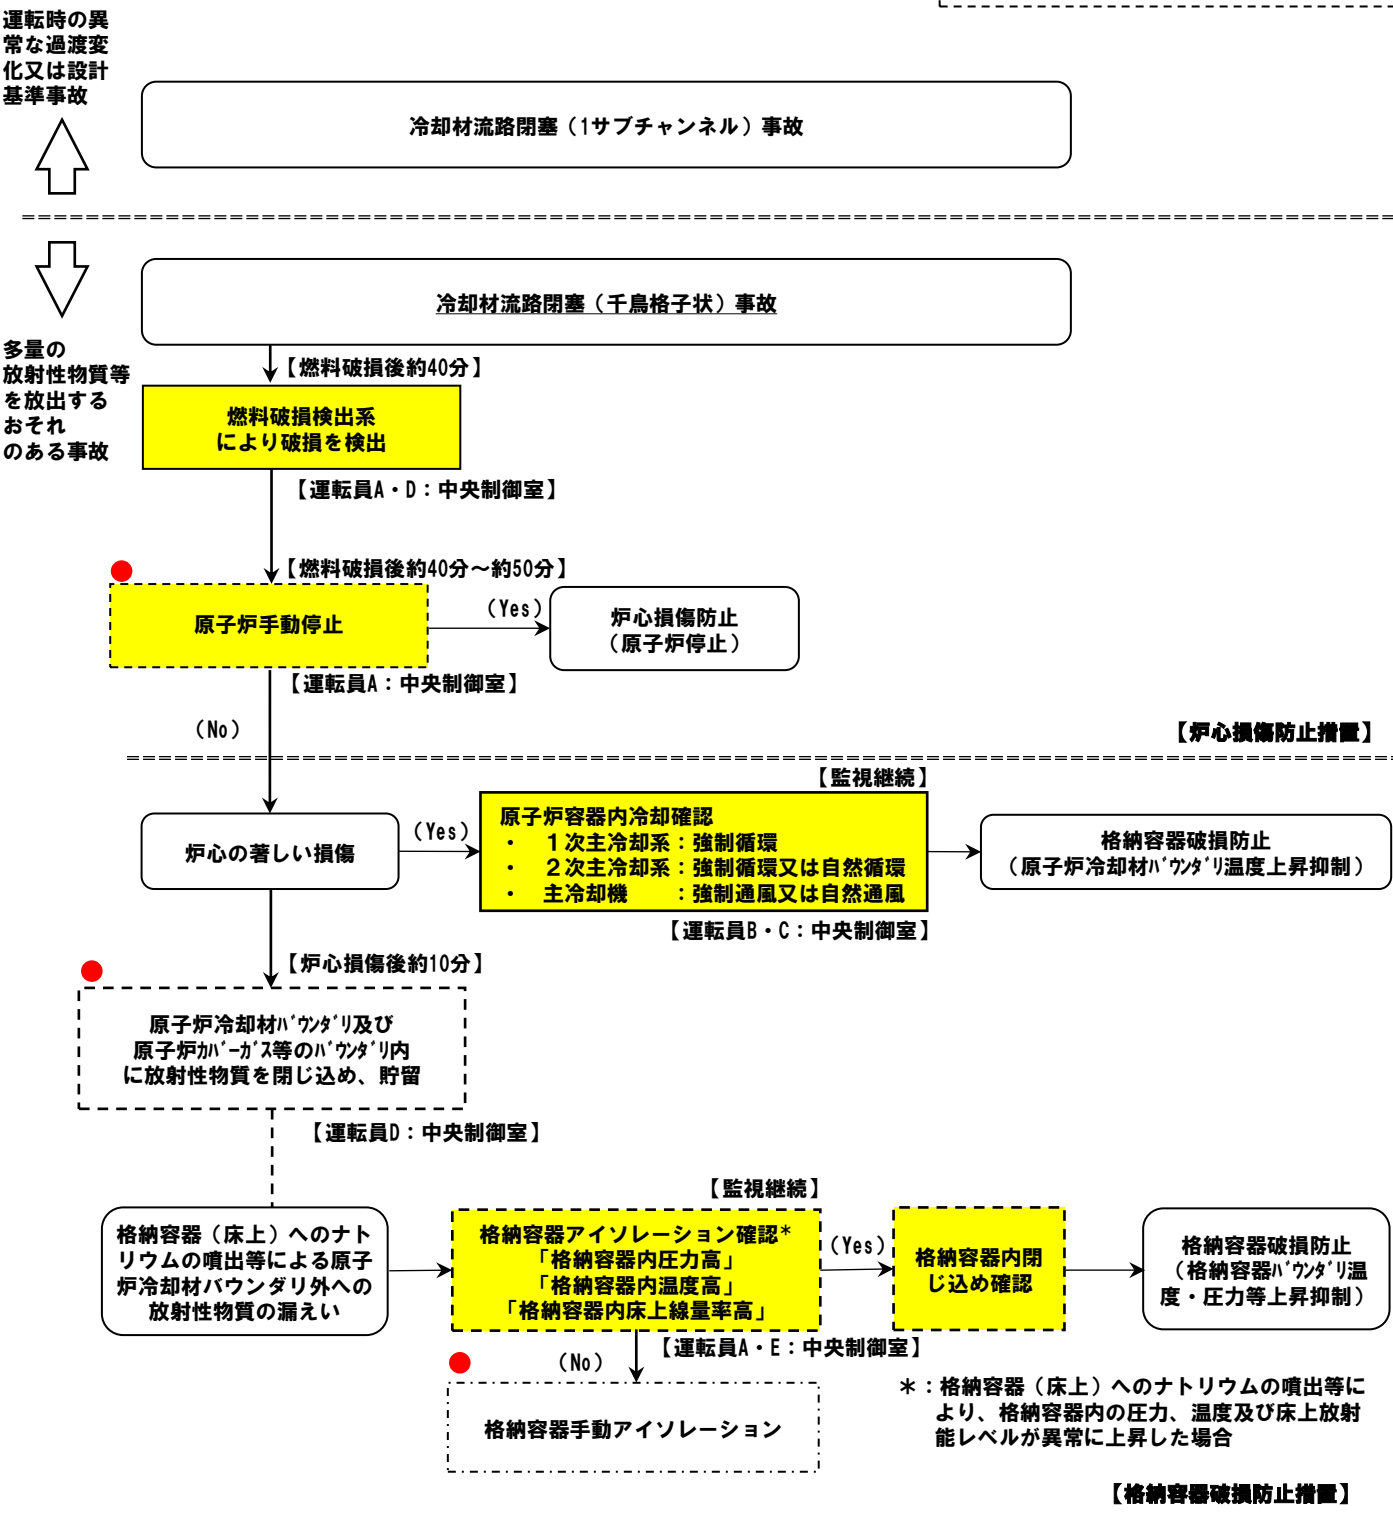 運転時の異
常な過渡変
化又は設計
基準事故
冷却材流路閉塞（1サブチャンネル）事故
冷却材流路閉塞（千鳥格子状）事故
多量の
放射性物質等
を放出する
おそれ
のある事故
【燃料破損後約40分】
燃料破損検出系
により破損を検出
【運転員A・D：中央制御室】
【燃料破損後約40分～約50分】
原子炉手動停止
（Yes）
炉心損傷防止
（原子炉停止）
【運転員A：中央制御室】
（No）
【炉心損傷防止措置】
【監視継続】
炉心の著しい損傷
（Yes）
原子炉容器内冷却確認
・　１次主冷却系：強制循環
・　２次主冷却系：強制循環又は自然循環
・　主冷却機　　：強制通風又は自然通風
格納容器破損防止
（原子炉冷却材ﾊﾞｳﾝﾀﾞﾘ温度上昇抑制）
【運転員B・C：中央制御室】
【炉心損傷後約10分】
原子炉冷却材ﾊﾞｳﾝﾀﾞﾘ及び
原子炉ｶﾊﾞｰｶﾞｽ等のﾊﾞｳﾝﾀﾞﾘ内
に放射性物質を閉じ込め、貯留
【運転員D：中央制御室】
【監視継続】
格納容器（床上）へのナト
リウムの噴出等による原子
炉冷却材バウンダリ外への
放射性物質の漏えい
格納容器アイソレーション確認＊
「格納容器内圧力高」
「格納容器内温度高」
「格納容器内床上線量率高」
（Yes）
格納容器内閉
じ込め確認
格納容器破損防止
（格納容器ﾊﾞｳﾝﾀﾞﾘ温
度・圧力等上昇抑制）
【運転員A・E：中央制御室】
（No）
格納容器手動アイソレーション
＊：格納容器（床上）へのナトリウムの噴出等に
より、格納容器内の圧力、温度及び床上放射
能レベルが異常に上昇した場合
【格納容器破損防止措置】